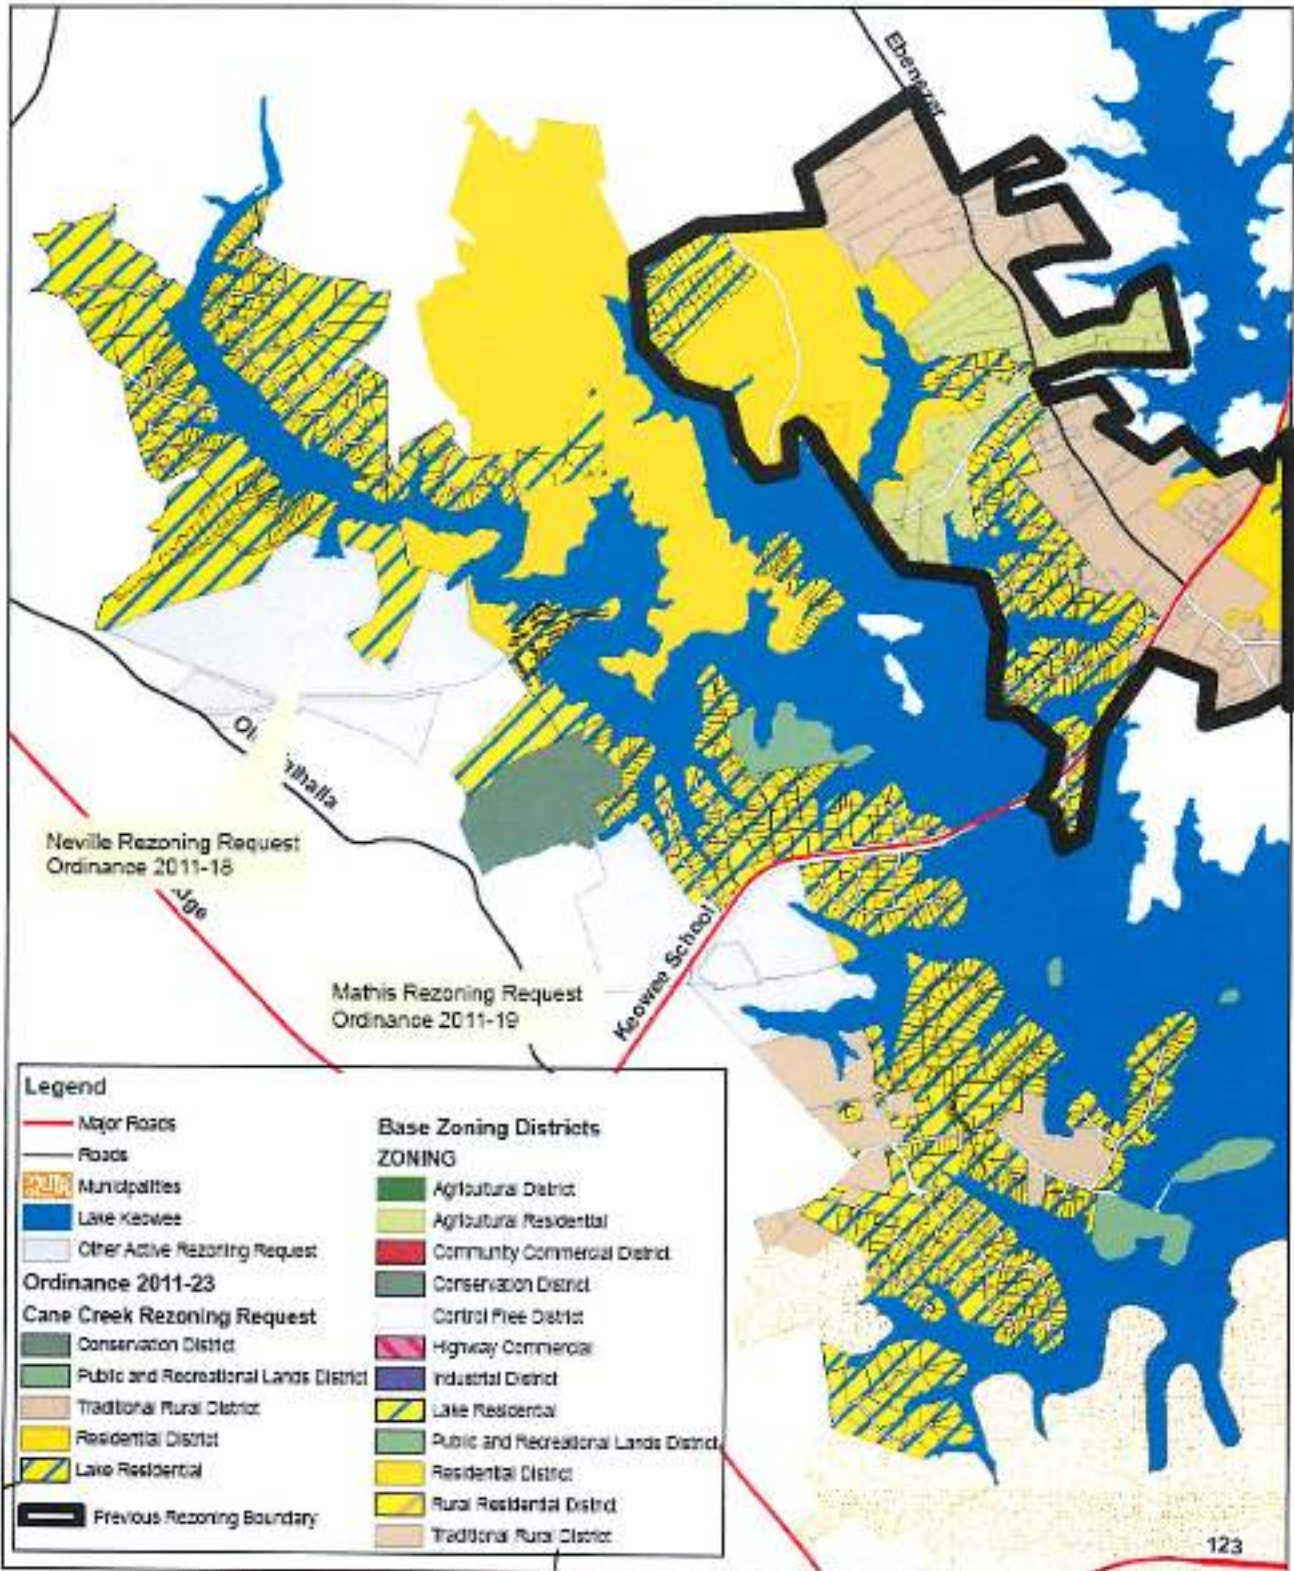 Ebenezer
Neville Rezoning Request
Ordinance 2011-18
Mathis Rezoning Request
Ordinance 2011-19
Keowee School
Legend
Major Roads
Roads
Municipalities
Lake Keowee
Other Active Rezoning Request
Ordinance 2011-23
Cane Creek Rezoning Request
Conservation District
Public and Recreational Lands District
Traditional Rural District
Residential District
Lake Residential
Previous Rezoning Boundary
Base Zoning Districts
ZONING
Agricultural District
Agricultural Residential
Community Commercial District
Conservation District
Control Free District
Highway Commercial
Industrial District
Lake Residential
Public and Recreational Lands District
Residential District
Rural Residential District
Traditional Rural District
123